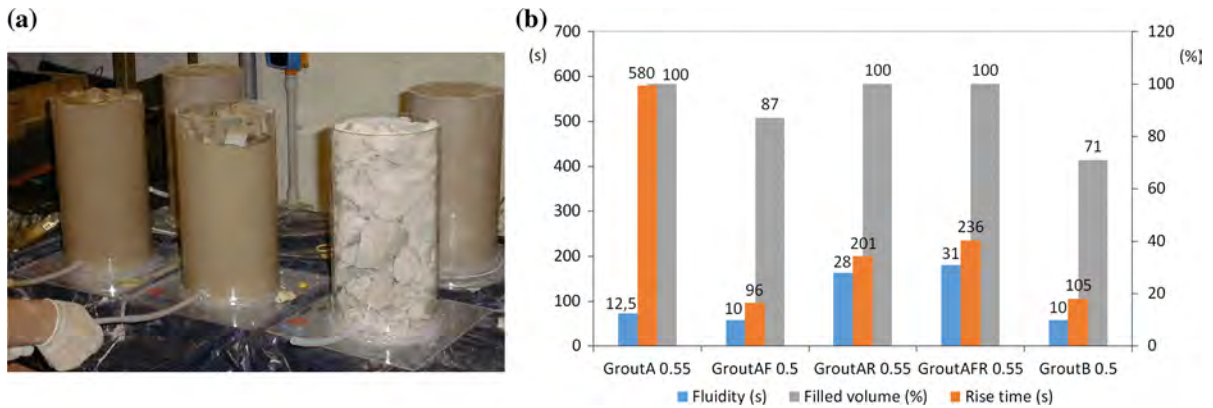 (a)
(b)
700
(s)
600
500
400
300
200
100
0
120
(%)
100
80
60
40
20
0
580
100
12,5
87
96
10
100
201
28
100
236
31
71
105
10
GroutA 0.55
GroutAF 0.5
GroutAR 0.55
GroutAFR 0.55
GroutB 0.5
Fluidity (s)
Filled volume (%)
Rise time (s)